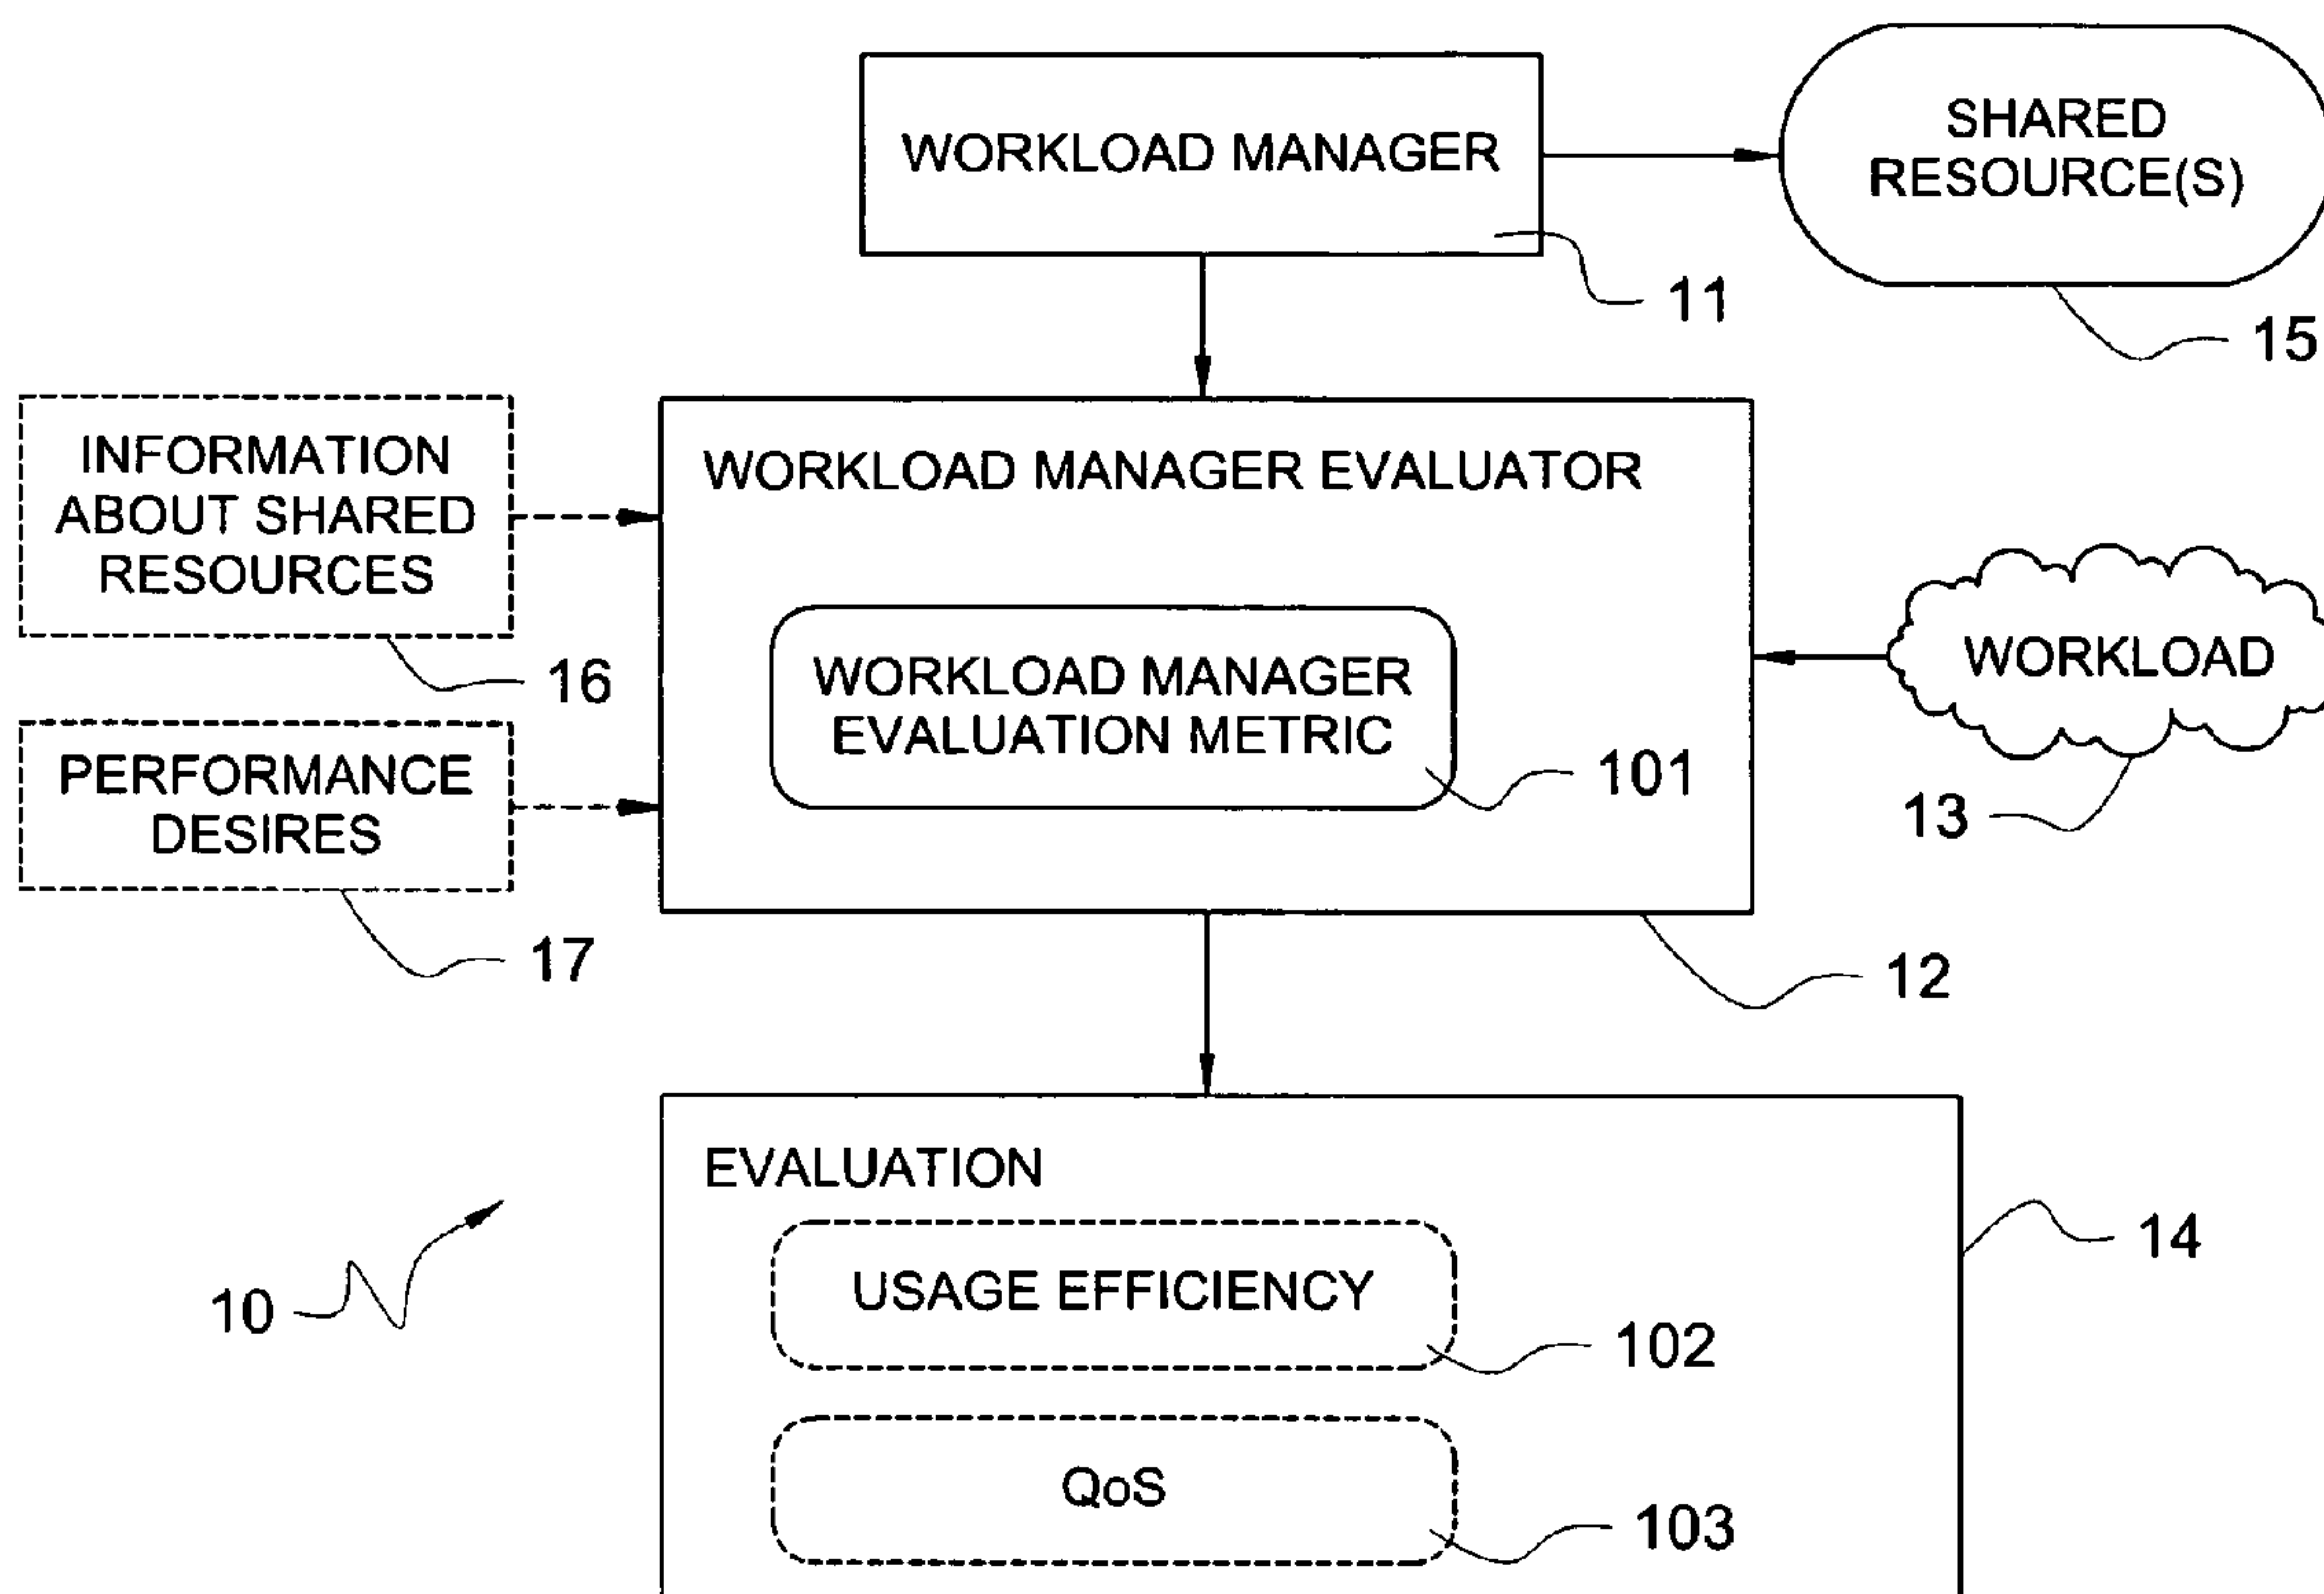 WORKLOAD MANAGER
11
SHARED
RESOURCE(S)
15
INFORMATION
ABOUT SHARED
RESOURCES
16
PERFORMANCE
DESIRES
17
WORKLOAD MANAGER EVALUATOR
WORKLOAD MANAGER
EVALUATION METRIC
101
12
WORKLOAD
13
EVALUATION
USAGE EFFICIENCY
102
QoS
103
14
10